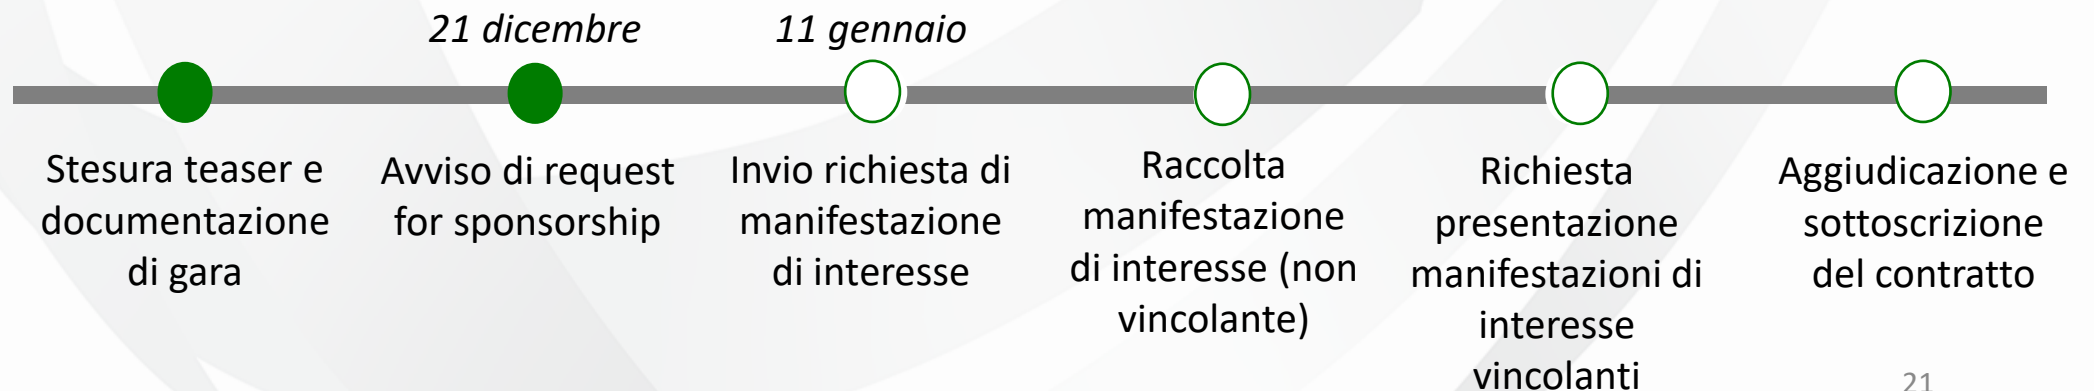 21 dicembre
11 gennaio
Stesura teaser e
documentazione
di gara
Avviso di request
for sponsorship
Invio richiesta di
manifestazione
di interesse
Raccolta
manifestazione
di interesse (non
vincolante)
Richiesta
presentazione
manifestazioni di
interesse
vincolanti
Aggiudicazione e
sottoscrizione
del contratto
21